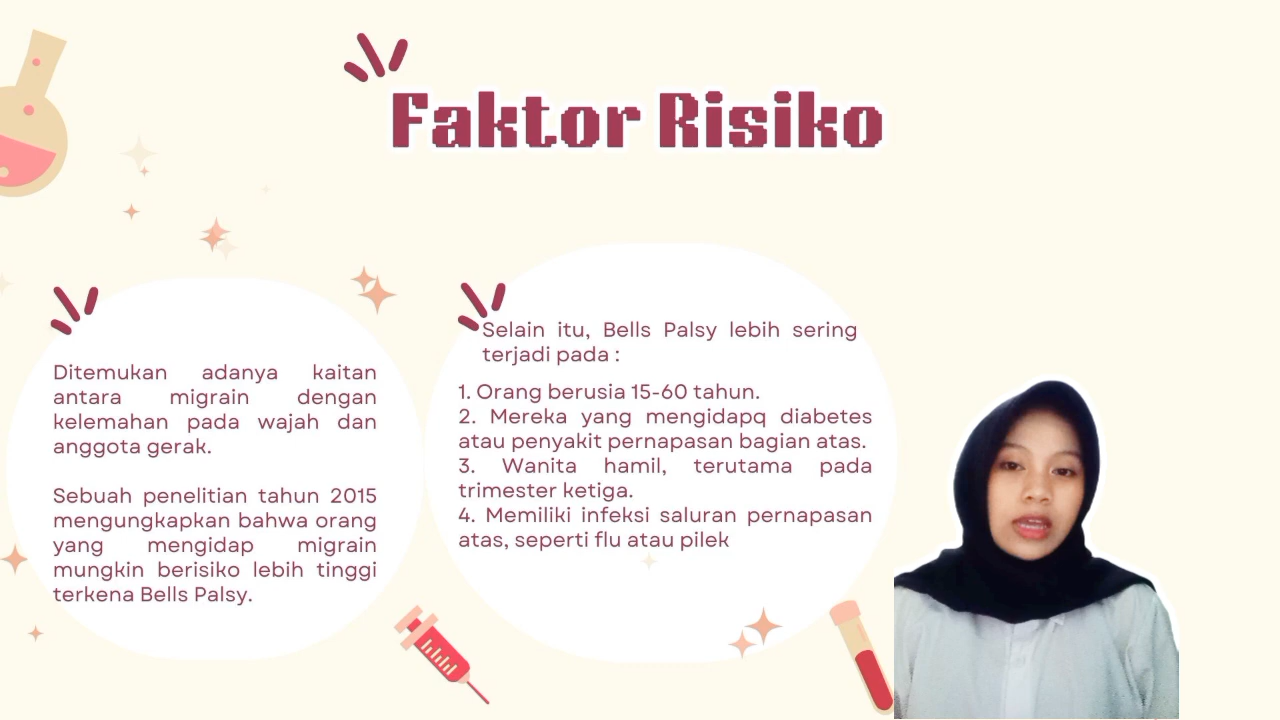 Faktor Risiko
Ditemukan adanya kaitan
antara migrain dengan
kelemahan pada wajah dan
anggota gerak.
Sebuah penelitian tahun 2015
mengungkapkan bahwa orang
yang mengidap migrain
mungkin berisiko lebih tinggi
terkena Bells Palsy.
Selain itu, Bells Palsy lebih sering
terjadi pada :
1. Orang berusia 15-60 tahun.
2. Mereka yang mengidapq diabetes
atau penyakit pernapasan bagian atas.
3. Wanita hamil, terutama pada
trimester ketiga.
4. Memiliki infeksi saluran pernapasan
atas, seperti flu atau pilek